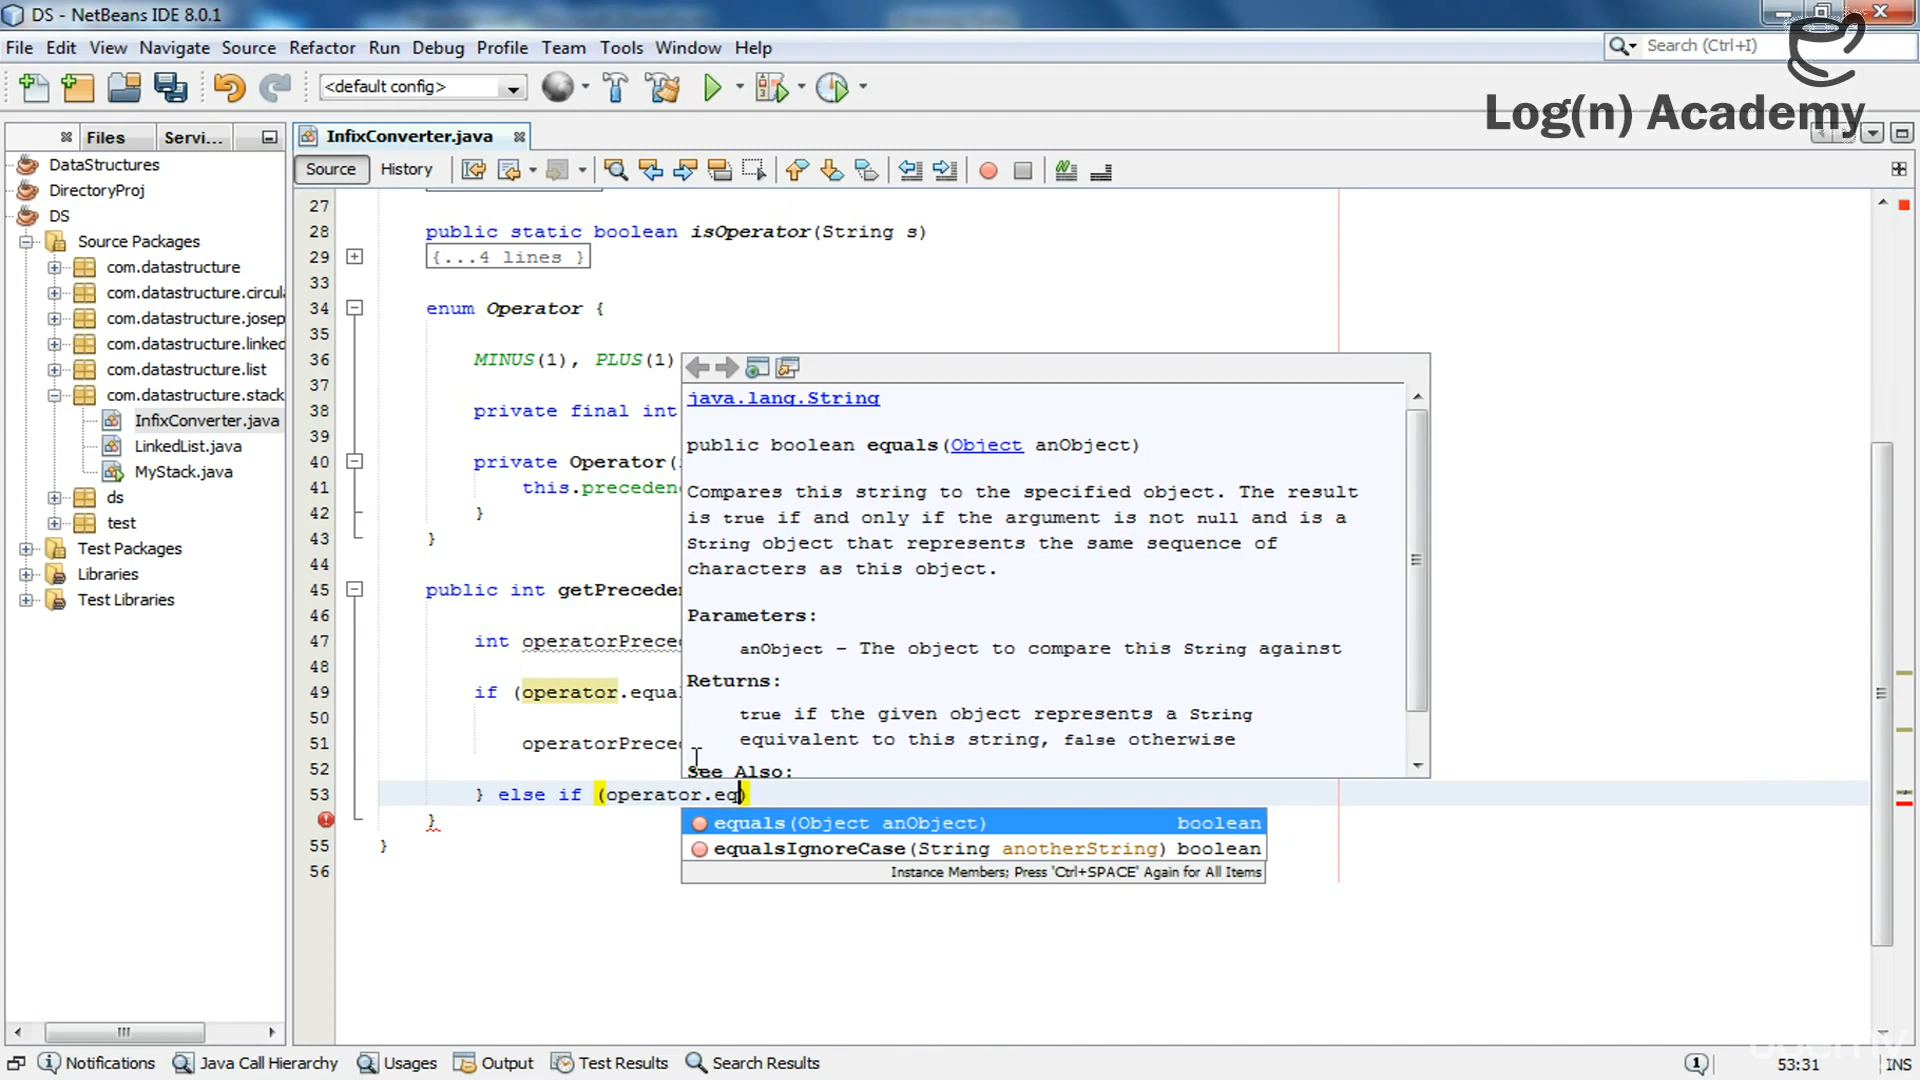 DS - NetBeans IDE 8.0.1
File Edit View Navigate Source Refactor Run Debug Profile Team Tools Window Help
Search (Ctrl+I)
<default config>
Log(n) Academy
Files Servi...
InfixConverter.java
DataStructures
DirectoryProj
DS
Source Packages
com.datastructure
com.datastructure.circula
com.datastructure.josep
com.datastructure.linked
com.datastructure.list
com.datastructure.stack
InfixConverter.java
LinkedList.java
MyStack.java
ds
test
Test Packages
Libraries
Test Libraries
Source History
27
28 public static boolean isOperator(String s)
29 {...4 lines }
33
34 enum Operator {
35
36 MINUS(1), PLUS(1)
37
38 private final int
39
40 private Operator(
41 this.preceden
42 }
43 }
44
45 public int getPreceden
46
47 int operatorPrece
48
49 if (operator.equal
50
51 operatorPrece
52
53 } else if (operator.eq)
}
55 }
56
java.lang.String
public boolean equals(Object anObject)
Compares this string to the specified object. The result
is true if and only if the argument is not null and is a
String object that represents the same sequence of
characters as this object.
Parameters:
anObject - The object to compare this String against
Returns:
true if the given object represents a String
equivalent to this string, false otherwise
See Also:
equals(Object anObject) boolean
equalsIgnoreCase(String anotherString) boolean
Instance Members; Press 'Ctrl+SPACE' Again for All Items
Notifications Java Call Hierarchy Usages Output Test Results Search Results
1 53:31 INS
udemy